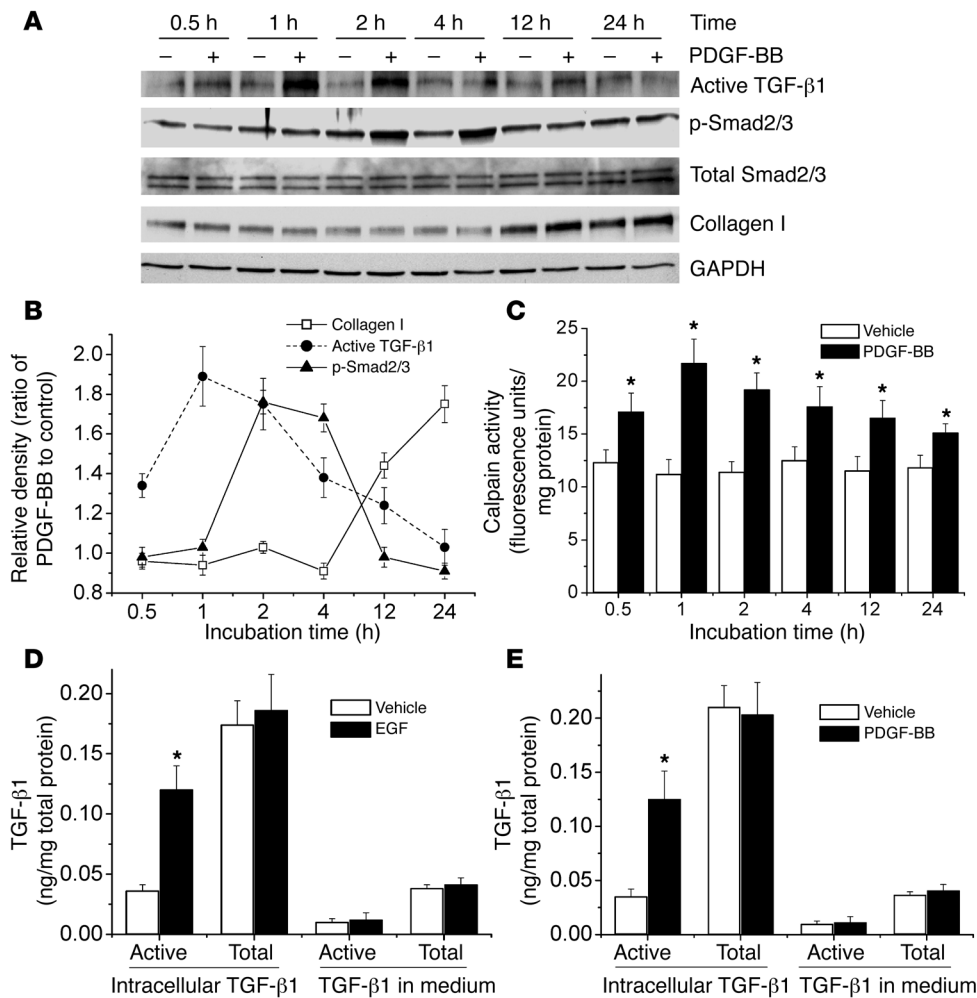 A
0.5 h 1 h 2 h 4 h 12 h 24 h Time
– + – + – + – + – + – + PDGF-BB
Active TGF-β1
p-Smad2/3
Total Smad2/3
Collagen I
GAPDH
B
Collagen I
Active TGF-β1
p-Smad2/3
Relative density (ratio of
PDGF-BB to control)
2.0
1.8
1.6
1.4
1.2
1.0
0.8
0.5 1 2 4 12 24
Incubation time (h)
C
Vehicle
PDGF-BB
Calpain activity
(fluorescence units/
mg protein)
25
20
15
10
5
0
* * * * * *
0.5 1 2 4 12 24
Incubation time (h)
D
Vehicle
EGF
TGF-β1
(ng/mg total protein)
0.20
0.15
0.10
0.05
0.00
*
Active Total Active Total
Intracellular TGF-β1 TGF-β1 in medium
E
Vehicle
PDGF-BB
TGF-β1
(ng/mg total protein)
0.20
0.15
0.10
0.05
0.00
*
Active Total Active Total
Intracellular TGF-β1 TGF-β1 in medium